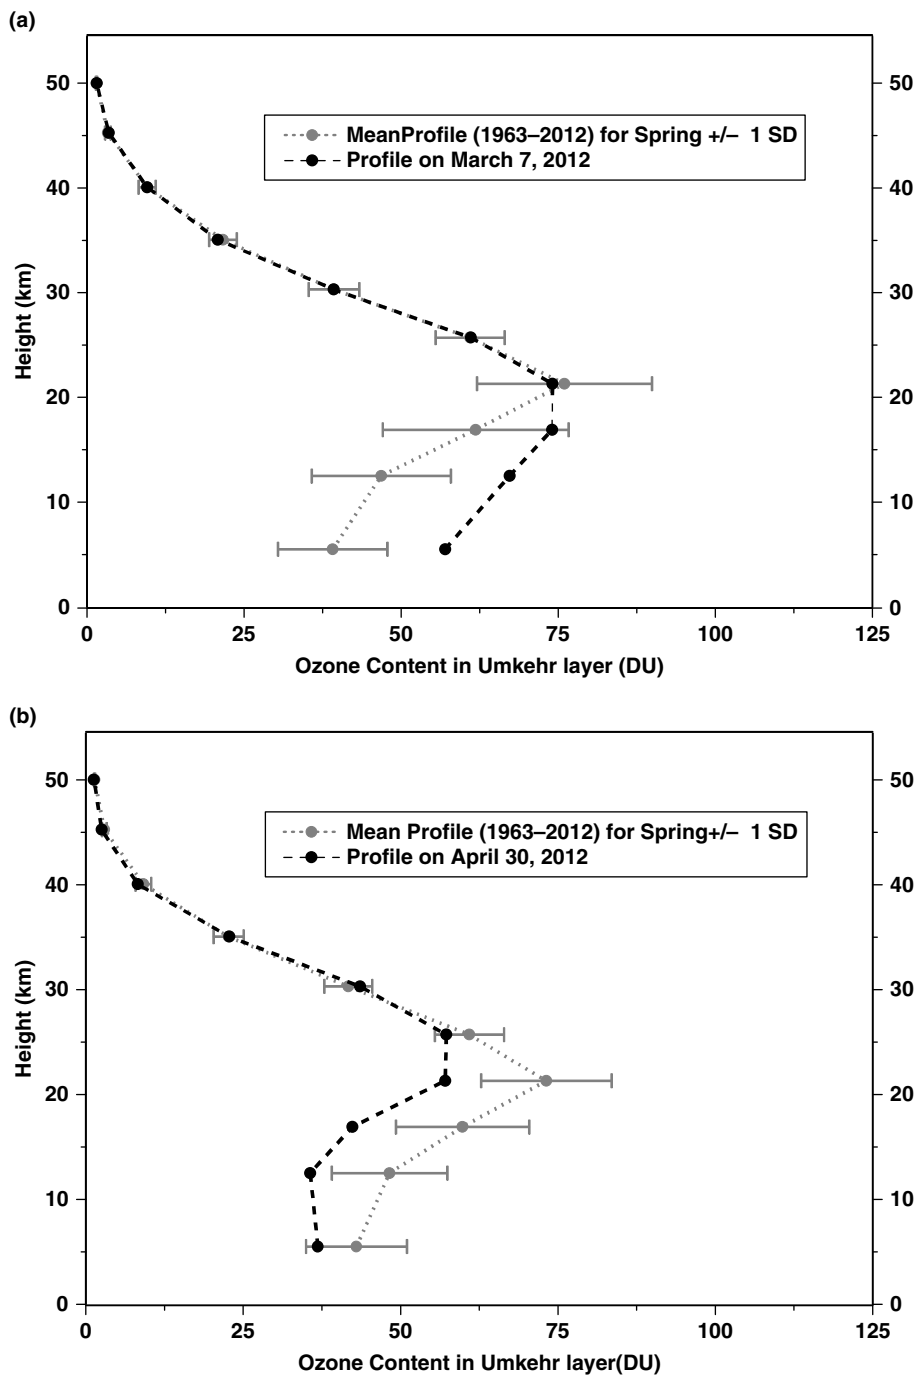 (a)
50 50
MeanProfile (1963–2012) for Spring +/– 1 SD
Profile on March 7, 2012
40 40
30 30
Height (km)
20 20
10 10
0 0
0 25 50 75 100 125
Ozone Content in Umkehr layer (DU)
(b)
50 50
Mean Profile (1963–2012) for Spring+/– 1 SD
Profile on April 30, 2012
40 40
30 30
Height (km)
20 20
10 10
0 0
0 25 50 75 100 125
Ozone Content in Umkehr layer(DU)